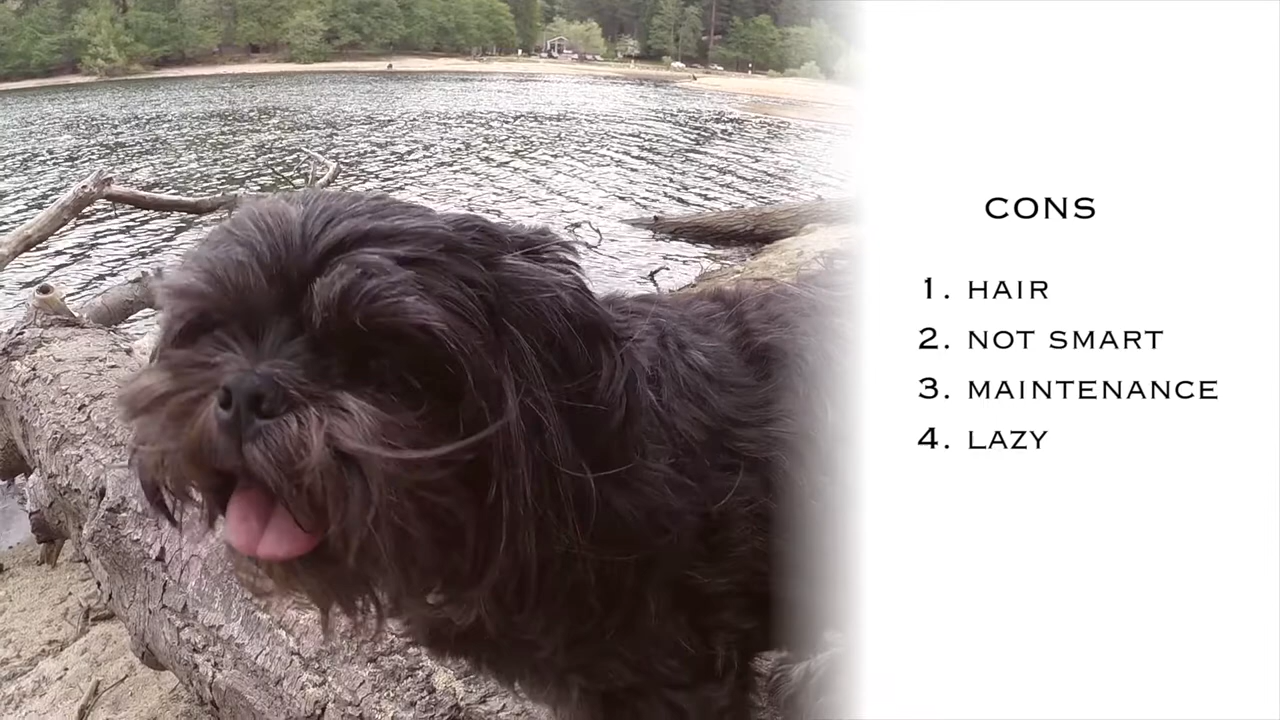 CONS
1. HAIR
2. NOT SMART
3. MAINTENANCE
4. LAZY